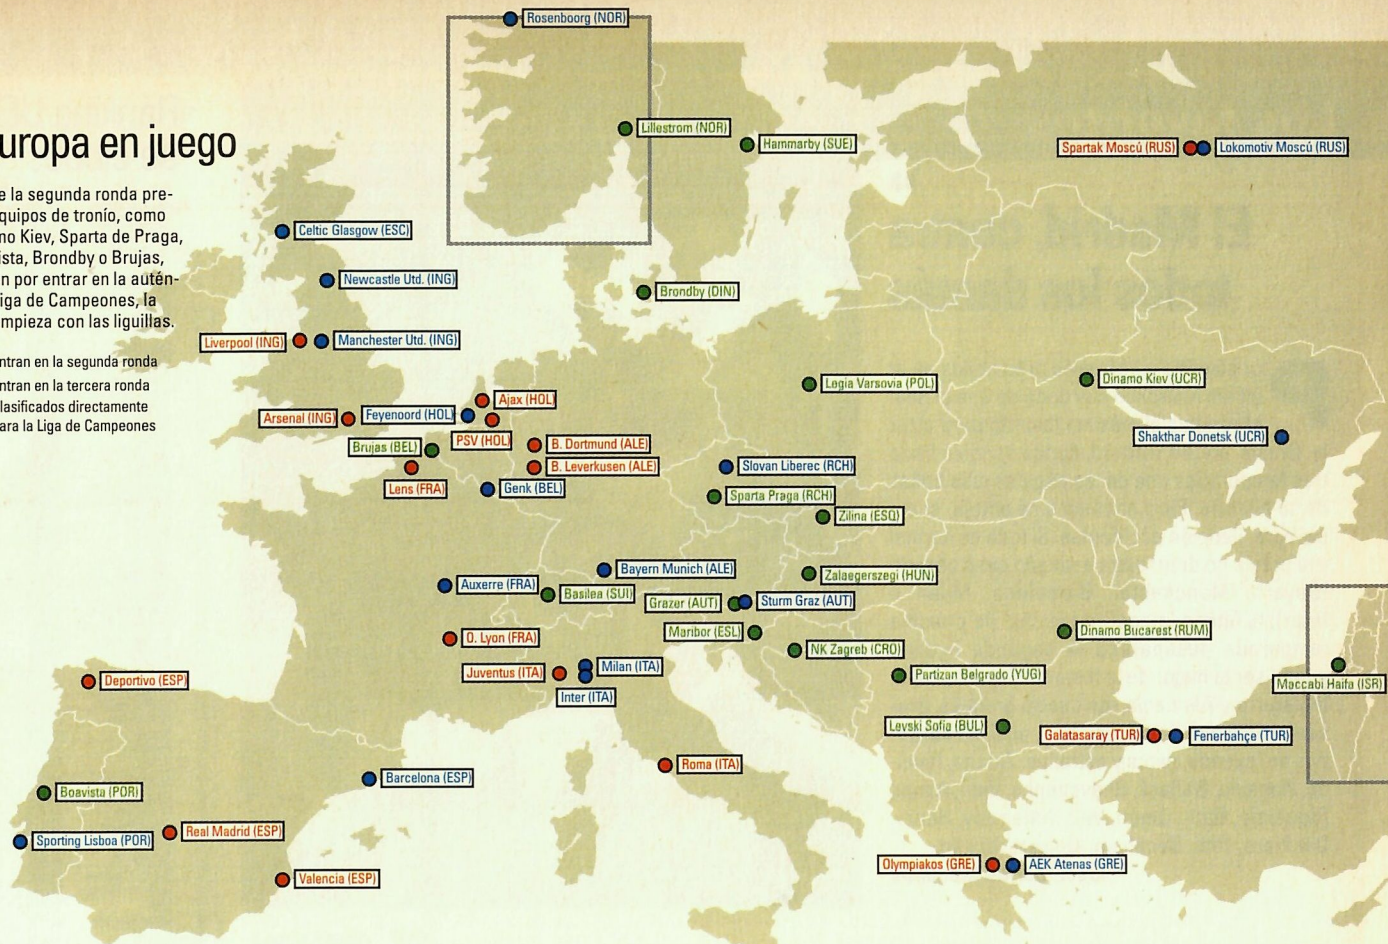 uropa en juego
e la segunda ronda pre-
quipos de tronío, como
no Kiev, Sparta de Praga,
ista, Brondby o Brujas,
n por entrar en la autén-
iga de Campeones, la
mpieza con las liguillas.
ntran en la segunda ronda
ntran en la tercera ronda
lasificados directamente
ara la Liga de Campeones
Rosenboorg (NOR)
Lillestrom (NOR)
Hammarby (SUE)
Spartak Moscú (RUS)
Lokomotiv Moscú (RUS)
Celtic Glasgow (ESC)
Newcastle Utd. (ING)
Brondby (DIN)
Liverpool (ING)
Manchester Utd. (ING)
Legia Varsovia (POL)
Dinamo Kiev (UCR)
Ajax (HOL)
Arsenal (ING)
Feyenoord (HOL)
PSV (HOL)
B. Dortmund (ALE)
Shakthar Donetsk (UCR)
Brujas (BEL)
B. Leverkusen (ALE)
Slovan Liberec (RCH)
Lens (FRA)
Genk (BEL)
Sparta Praga (RCH)
Zilina (ESQ)
Bayern Munich (ALE)
Zalaegerszegi (HUN)
Auxerre (FRA)
Basilea (SUI)
Grazer (AUT)
Sturm Graz (AUT)
Maribor (ESL)
Dinamo Bucarest (RUM)
O. Lyon (FRA)
NK Zagreb (CRO)
Juventus (ITA)
Milan (ITA)
Partizan Belgrado (YUG)
Maccabi Haifa (ISR)
Deportivo (ESP)
Inter (ITA)
Levski Sofia (BUL)
Galatasaray (TUR)
Fenerbahçe (TUR)
Roma (ITA)
Barcelona (ESP)
Boavista (POR)
Real Madrid (ESP)
Sporting Lisboa (POR)
Olympiakos (GRE)
AEK Atenas (GRE)
Valencia (ESP)